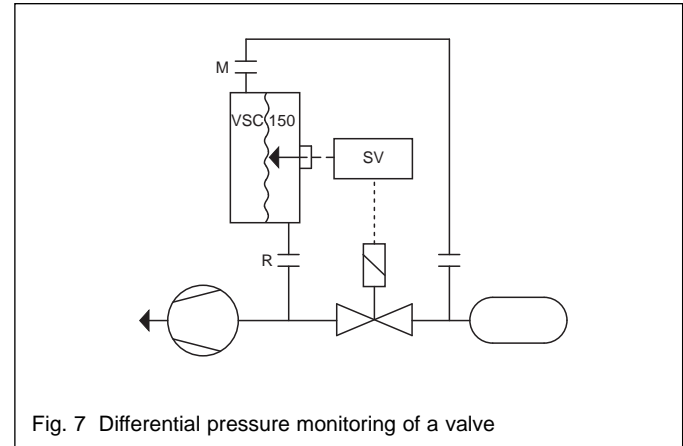 M
VSC 150
SV
R
Fig. 7 Differential pressure monitoring of a valve